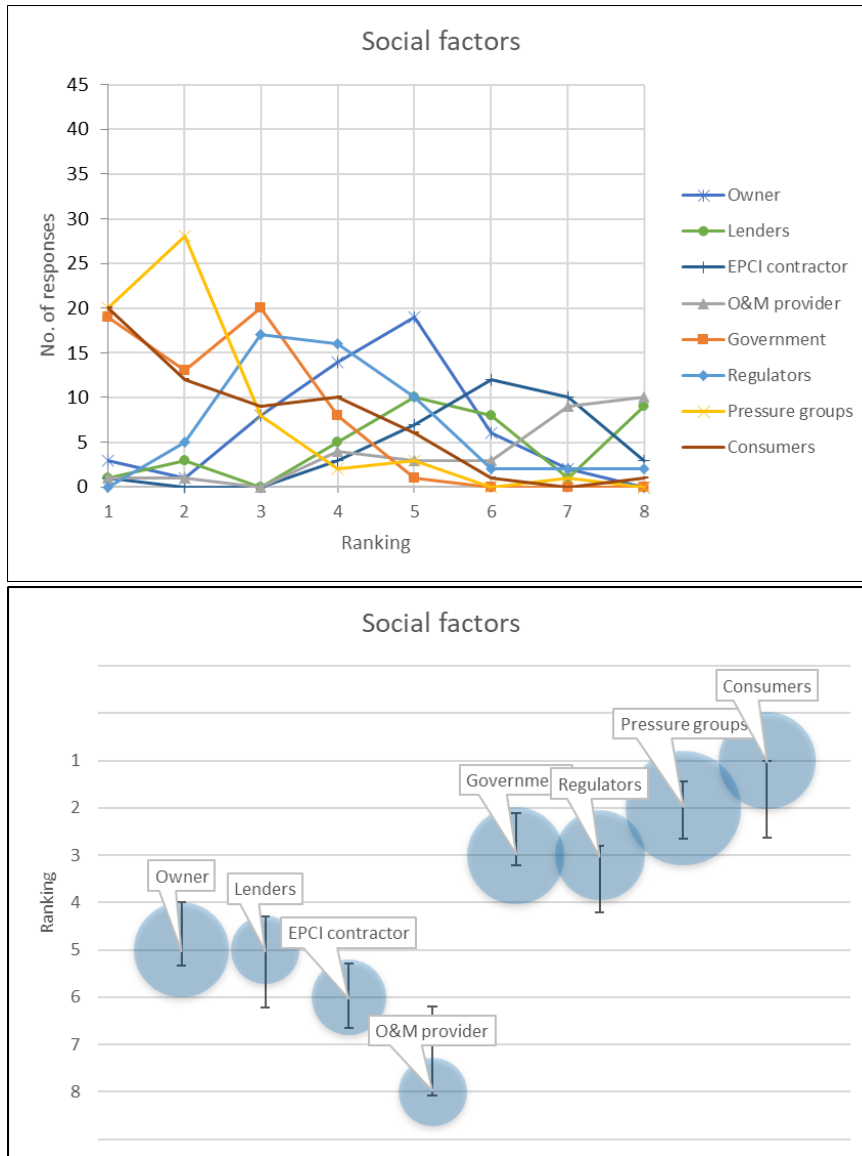 Social factors
No. of responses
45
40
35
30
25
20
15
10
5
0
1 2 3 4 5 6 7 8
Ranking
Owner
Lenders
EPCI contractor
O&M provider
Government
Regulators
Pressure groups
Consumers
Social factors
Ranking
1
2
3
4
5
6
7
8
Consumers
Pressure groups
Governme
Regulators
Owner
Lenders
EPCI contractor
O&M provider